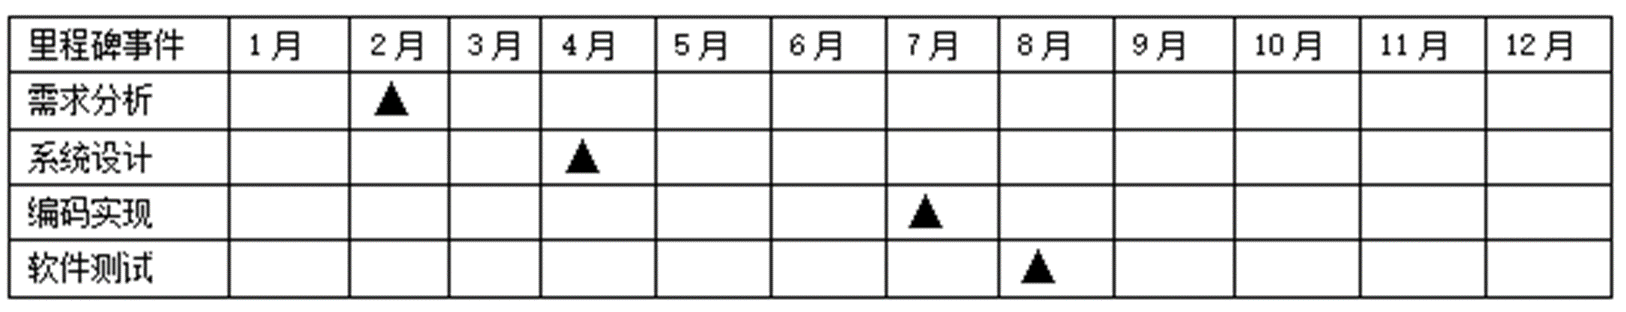 里程碑事件 1月 2月 3月 4月 5月 6月 7月 8月 9月 10月 11月 12月
需求分析 ▲
系统设计 ▲
编码实现 ▲
软件测试 ▲